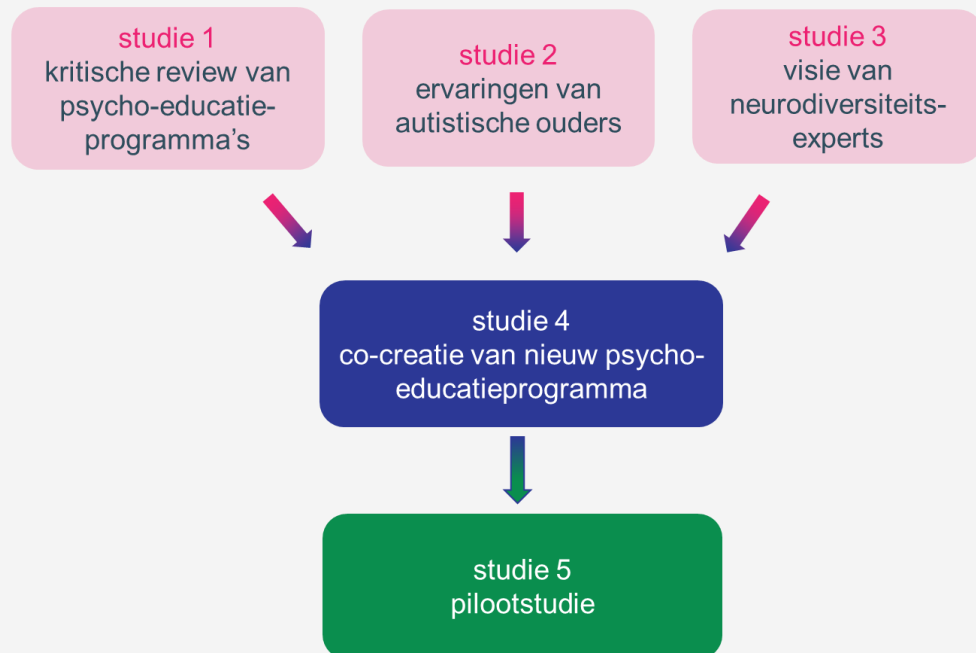 studie 1
kritische review van
psycho-educatie-
programma's
studie 2
ervaringen van
autistische ouders
studie 3
visie van
neurodiversiteits-
experts
studie 4
co-creatie van nieuw psycho-
educatieprogramma
studie 5
pilootstudie